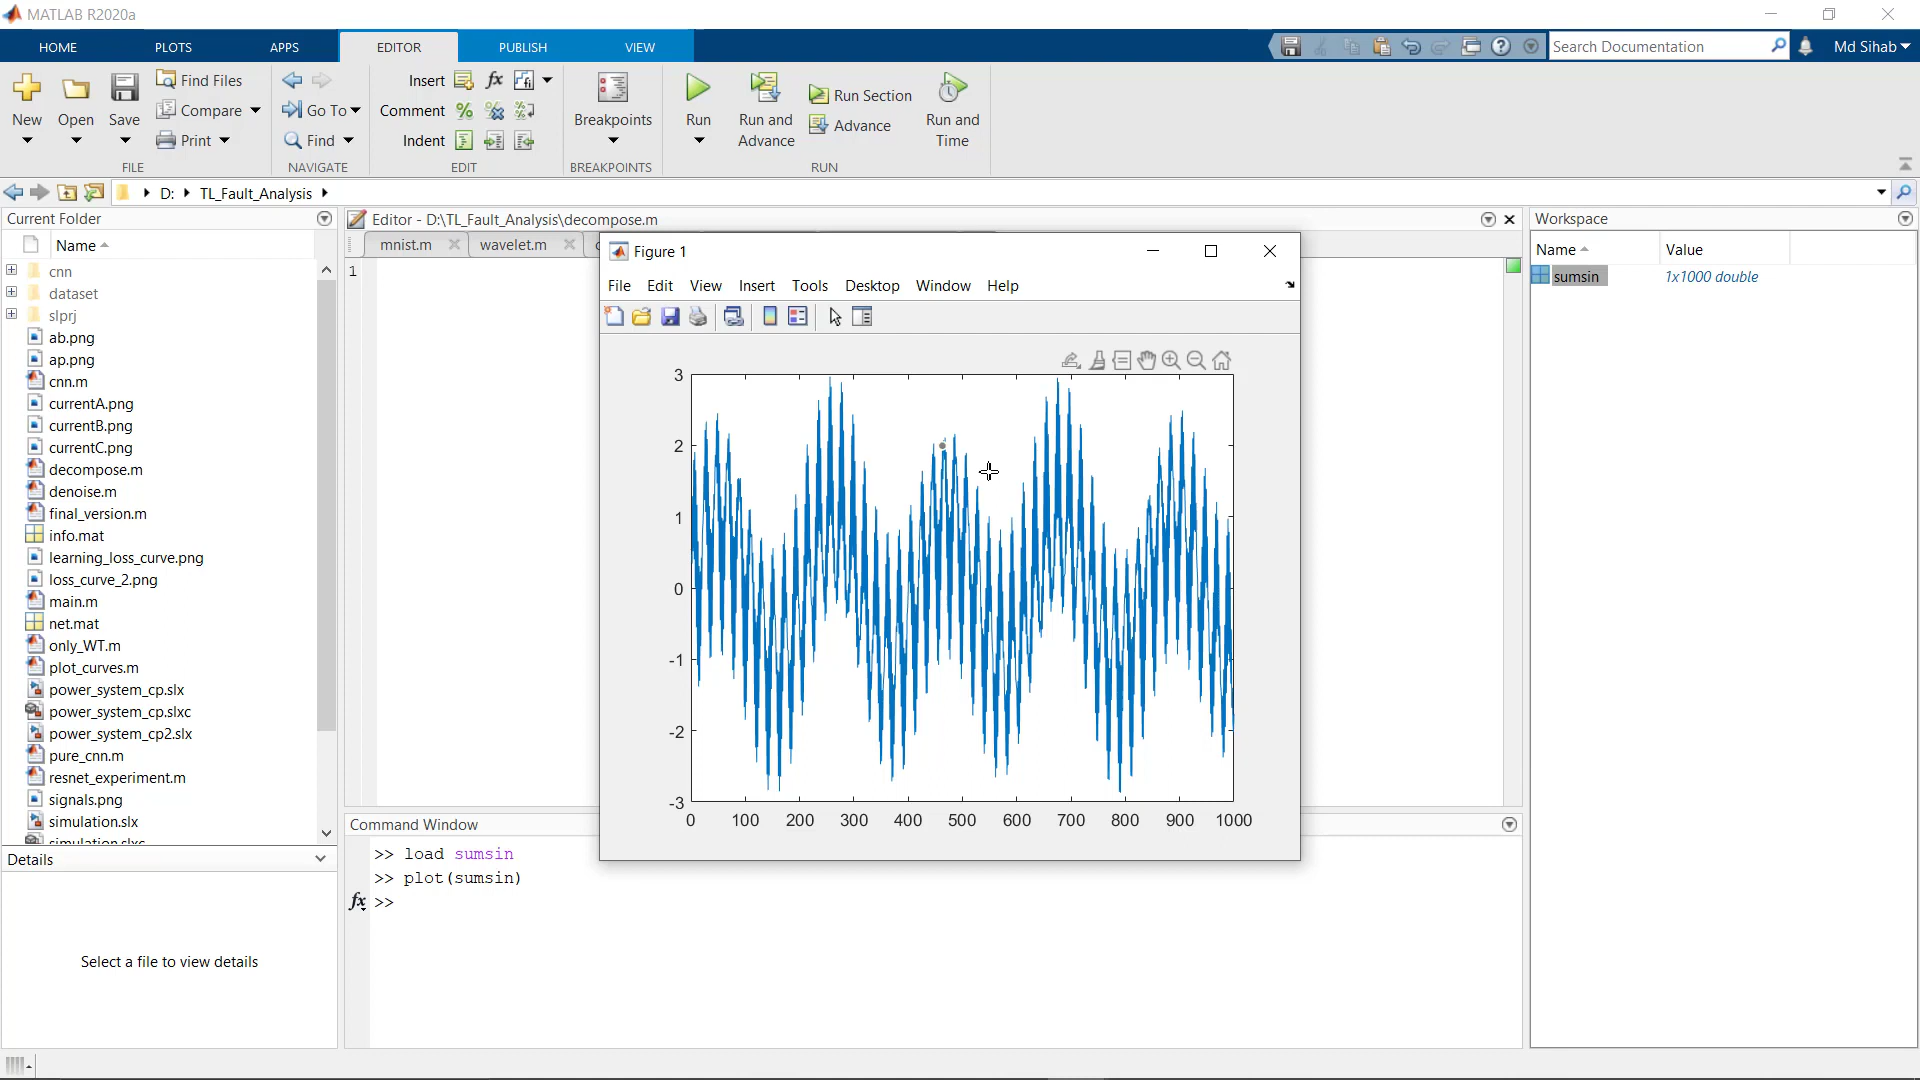 MATLAB R2020a
HOME
PLOTS
APPS
EDITOR
PUBLISH
VIEW
Search Documentation
Md Sihab
New
Open
Save
Find Files
Compare
Print
FILE
Go To
Find
NAVIGATE
Insert
fx
Comment
Indent
EDIT
Breakpoints
BREAKPOINTS
Run
Run and
Advance
Run Section
Advance
Run and
Time
RUN
D:
TL_Fault_Analysis
Current Folder
Name
cnn
dataset
slprj
ab.png
ap.png
cnn.m
currentA.png
currentB.png
currentC.png
decompose.m
denoise.m
final_version.m
info.mat
learning_loss_curve.png
loss_curve_2.png
main.m
net.mat
only_WT.m
plot_curves.m
power_system_cp.slx
power_system_cp.slxc
power_system_cp2.slx
pure_cnn.m
resnet_experiment.m
signals.png
simulation.slx
simulation.slxc
Details
Select a file to view details
Editor - D:\TL_Fault_Analysis\decompose.m
mnist.m
wavelet.m
1
Figure 1
File Edit View Insert Tools Desktop Window Help
3
2
1
0
-1
-2
-3
0 100 200 300 400 500 600 700 800 900 1000
Command Window
>> load sumsin
>> plot(sumsin)
fx >>
Workspace
Name Value
sumsin 1x1000 double